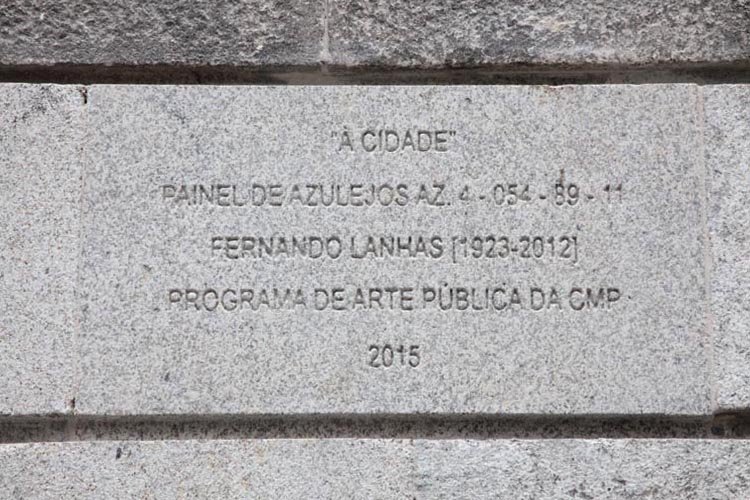 "À CIDADE"
PAINEL DE AZULEJOS AZ. 4 - 054 - 89 - 11
FERNANDO LANHAS [1923-2012]
PROGRAMA DE ARTE PÚBLICA DA CMP
2015